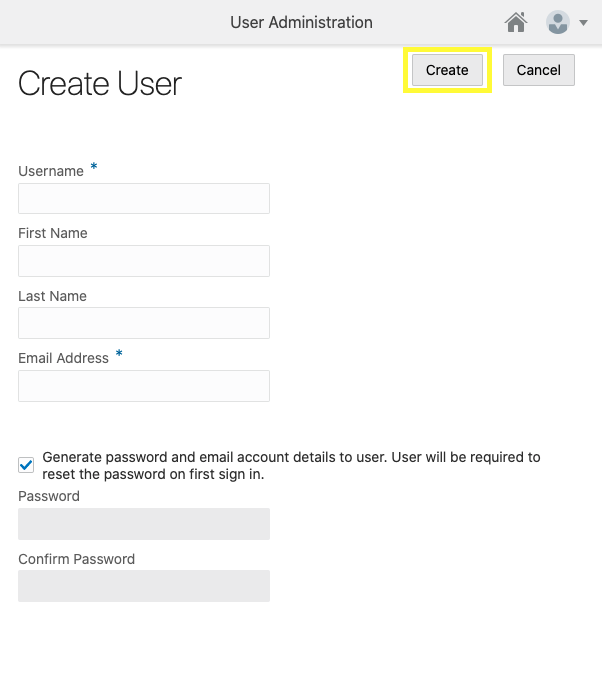 User Administration
Create User
Create
Cancel
Username *
First Name
Last Name
Email Address *
Generate password and email account details to user. User will be required to
reset the password on first sign in.
Password
Confirm Password